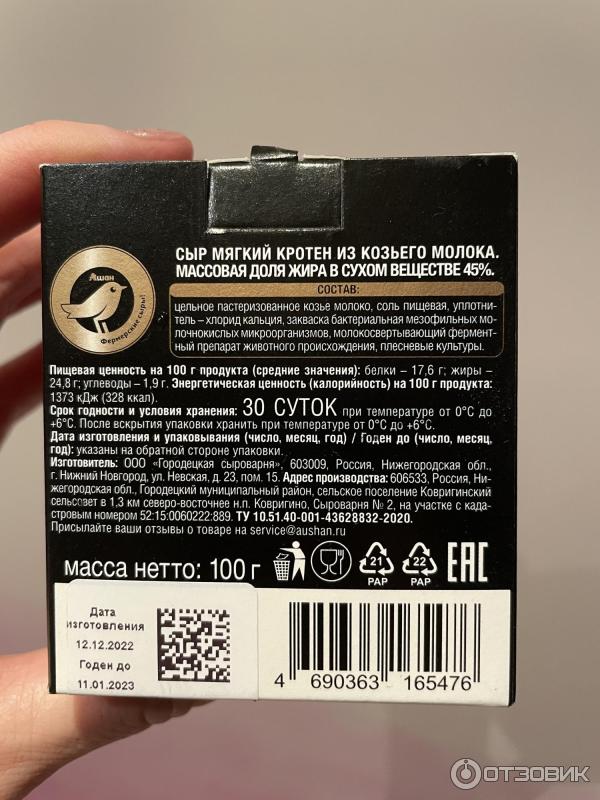 Ашан
Фермерские сыры!
СЫР МЯГКИЙ КРОТЕН ИЗ КОЗЬЕГО МОЛОКА.
МАССОВАЯ ДОЛЯ ЖИРА В СУХОМ ВЕЩЕСТВЕ 45%.
СОСТАВ:
цельное пастеризованное козье молоко, соль пищевая, уплотни-
тель – хлорид кальция, закваска бактериальная мезофильных мо-
лочнокислых микроорганизмов, молокосвертывающий фермент-
ный препарат животного происхождения, плесневые культуры.
Пищевая ценность на 100 г продукта (средние значения): белки – 17,6 г; жиры –
24,8 г; углеводы – 1,9 г. Энергетическая ценность (калорийность) на 100 г продукта:
1373 кДж (328 ккал).
Срок годности и условия хранения: 30 СУТОК при температуре от 0°С до
+6°С. После вскрытия упаковки хранить при температуре от 0°С до +6°С.
Дата изготовления и упаковывания (число, месяц, год) / Годен до (число, месяц,
год): указаны на обратной стороне упаковки.
Изготовитель: ООО «Городецкая сыроварня», 603009, Россия, Нижегородская обл.,
г. Нижний Новгород, ул. Невская, д. 23, пом. 15. Адрес производства: 606533, Россия, Ни-
жегородская обл., Городецкий муниципальный район, сельское поселение Ковригинский
сельсовет в 1,3 км северо-восточнее н.п. Ковригино, Сыроварня № 2, на участке с када-
стровым номером 52:15:0060222:889. ТУ 10.51.40-001-43628832-2020.
Присылайте ваши отзывы о товаре на service@aushan.ru
масса нетто: 100 г
21
PAP
22
PAP
ЕАС
Дата
изготовления
12.12.2022
Годен до
11.01.2023
4 690363 165476
ОТЗОВИК